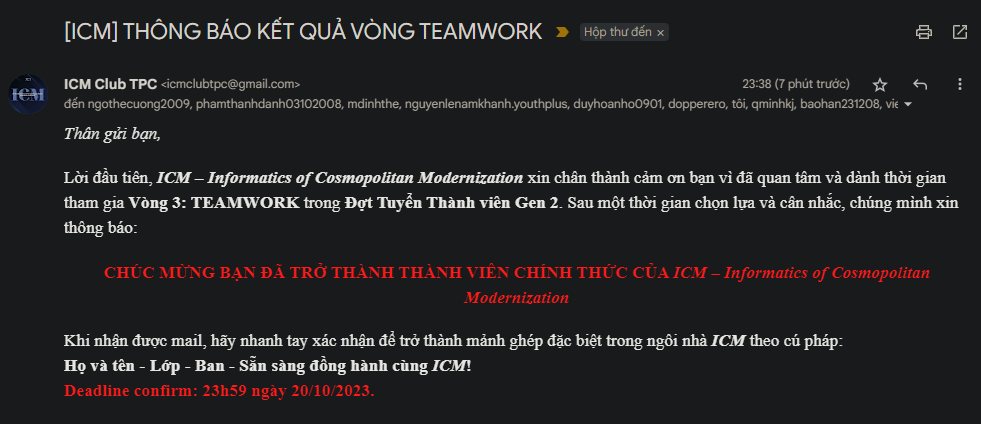 [ICM] THÔNG BÁO KẾT QUẢ VÒNG TEAMWORK Hộp thư đến ×
ICM
ICM Club TPC <icmclubtpc@gmail.com> 23:38 (7 phút trước)
đến ngothecuong2009, phamthanhdanh03102008, mdinhthe, nguyenlenamkhanh.youthplus, duyhoanho0901, dopperero, tôi, qminhkj, baohan231208, vie
Thân gửi bạn,
Lời đầu tiên, ICM – Informatics of Cosmopolitan Modernization xin chân thành cảm ơn bạn vì đã quan tâm và dành thời gian
tham gia Vòng 3: TEAMWORK trong Đợt Tuyển Thành viên Gen 2. Sau một thời gian chọn lựa và cân nhắc, chúng mình xin
thông báo:
CHÚC MỪNG BẠN ĐÃ TRỞ THÀNH THÀNH VIÊN CHÍNH THỨC CỦA ICM – Informatics of Cosmopolitan
Modernization
Khi nhận được mail, hãy nhanh tay xác nhận để trở thành mảnh ghép đặc biệt trong ngôi nhà ICM theo cú pháp:
Họ và tên - Lớp - Ban - Sẵn sàng đồng hành cùng ICM!
Deadline confirm: 23h59 ngày 20/10/2023.